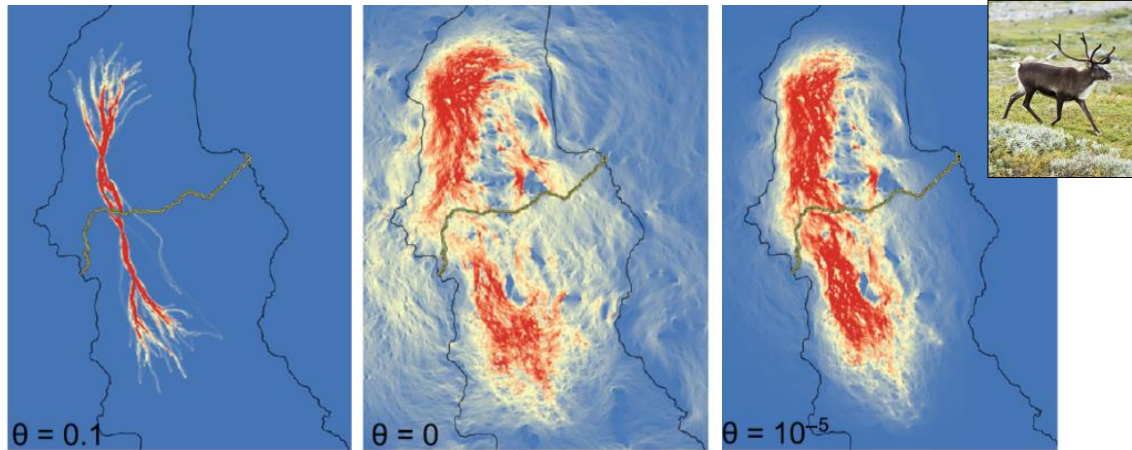 θ = 0.1
θ = 0
θ = 10⁻⁵